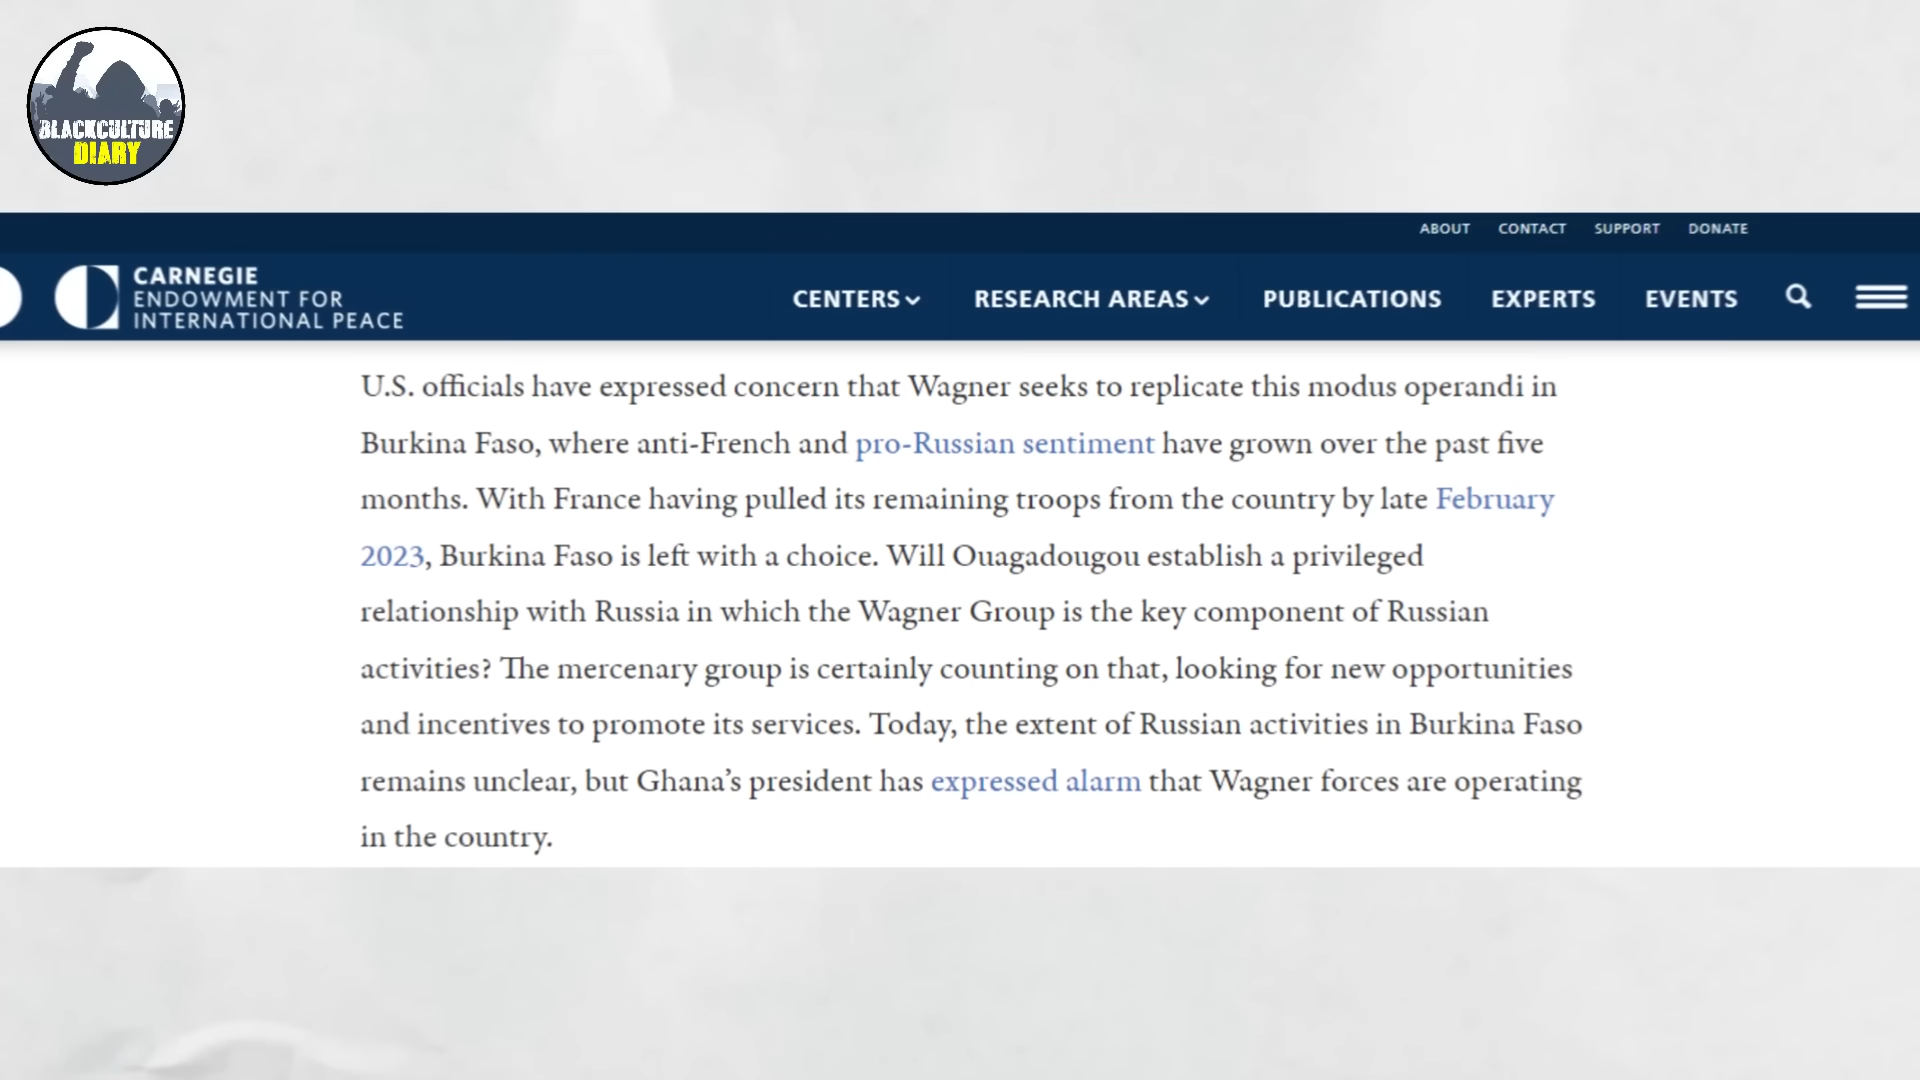 BLACKCULTURE
DIARY
ABOUT CONTACT SUPPORT DONATE
CARNEGIE
ENDOWMENT FOR
INTERNATIONAL PEACE
CENTERS RESEARCH AREAS PUBLICATIONS EXPERTS EVENTS
U.S. officials have expressed concern that Wagner seeks to replicate this modus operandi in
Burkina Faso, where anti-French and pro-Russian sentiment have grown over the past five
months. With France having pulled its remaining troops from the country by late February
2023, Burkina Faso is left with a choice. Will Ouagadougou establish a privileged
relationship with Russia in which the Wagner Group is the key component of Russian
activities? The mercenary group is certainly counting on that, looking for new opportunities
and incentives to promote its services. Today, the extent of Russian activities in Burkina Faso
remains unclear, but Ghana’s president has expressed alarm that Wagner forces are operating
in the country.